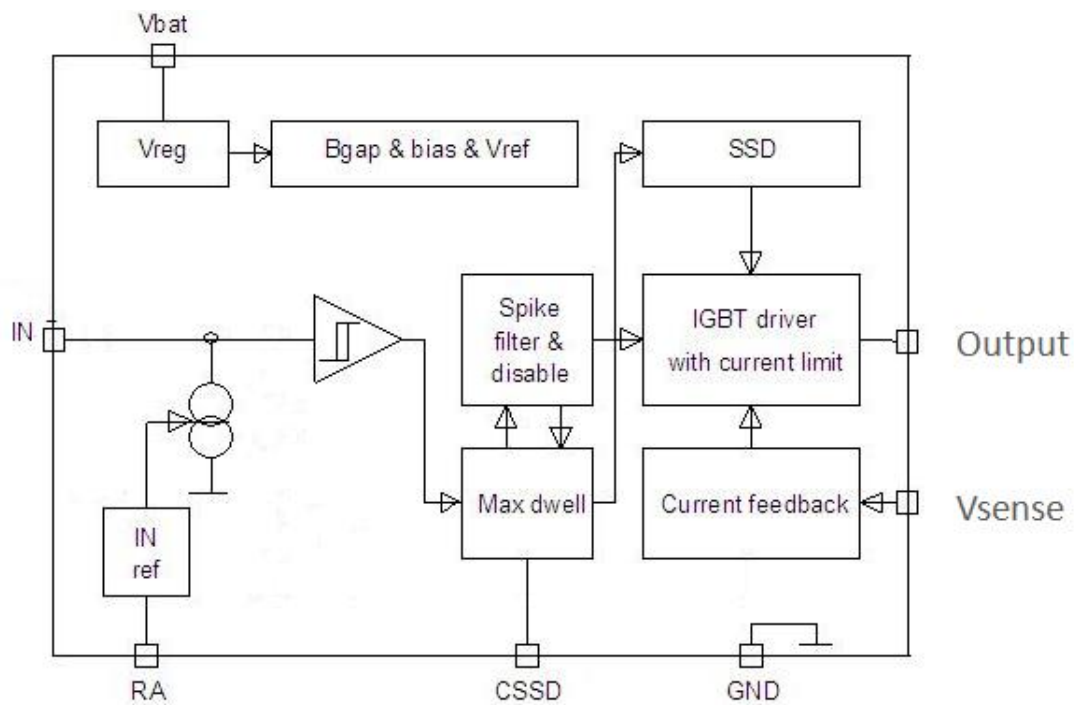 Vbat
Vreg
Bgap & bias & Vref
SSD
IN
Spike
filter &
disable
IGBT driver
with current limit
Output
Max dwell
Current feedback
Vsense
IN
ref
RA
CSSD
GND